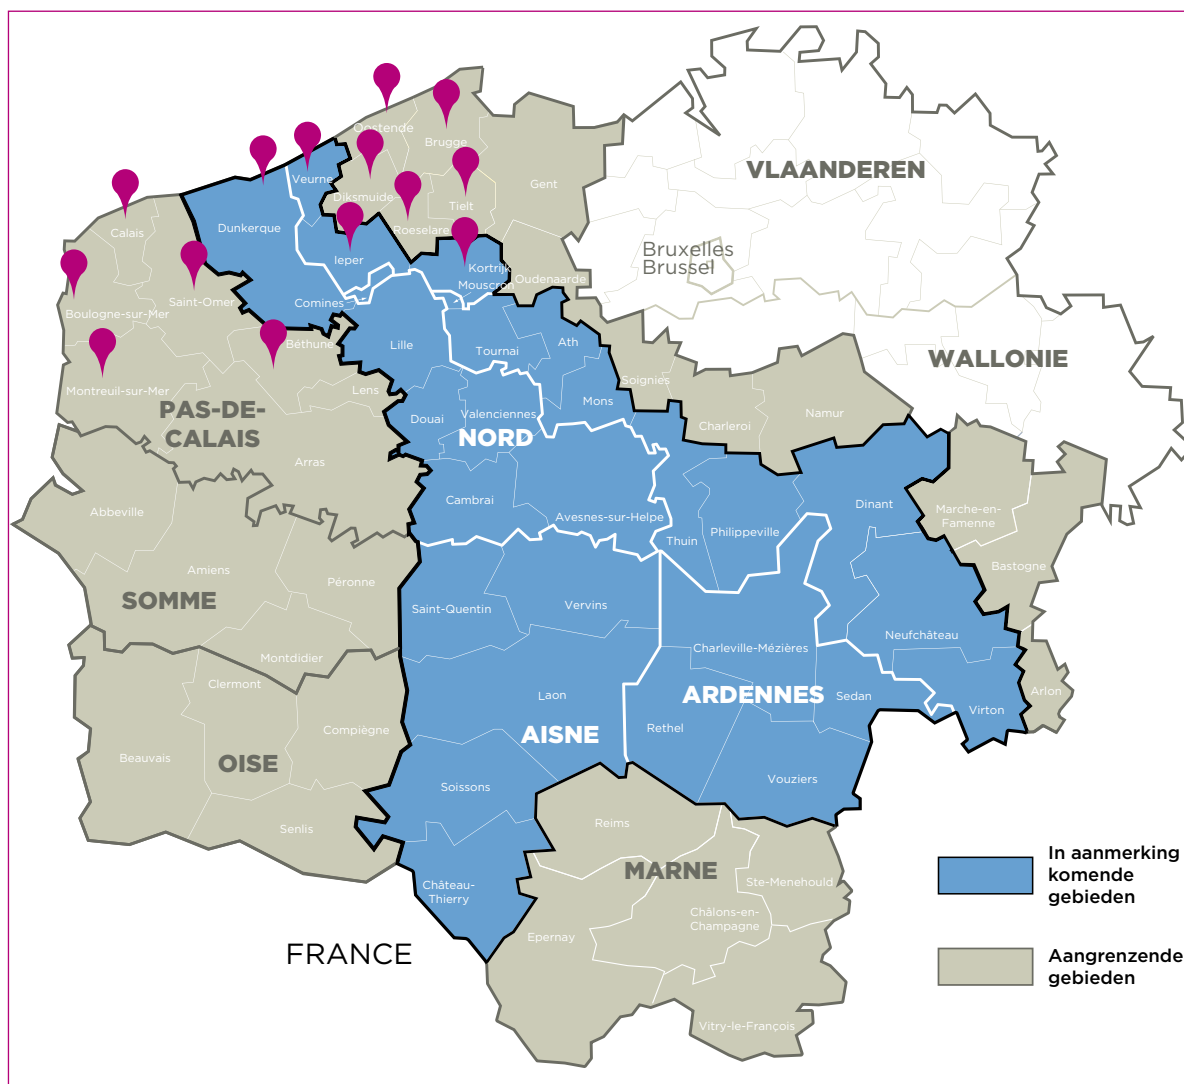 Oostende
Brugge
VLAANDEREN
Veurne
Gent
Diksmuide-
Tielt
Dunkerque
Calais
Roeselare
Bruxelles
Brussel
Ieper
Kortrijk
Mouscron
Oudenaarde
Saint-Omer
Comines
Boulogne-sur-Mer
Béthune
Lille
Tournai
Ath
WALLONIE
Soignies
Montreuil-sur-Mer
Lens
Mons
PAS-DE-
CALAIS
Douai
Valenciennes
NORD
Charleroi
Namur
Arras
Cambrai
Avesnes-sur-Helpe
Dinant
Abbeville
Thuin
Philippeville
Marche-en-
Famenne
Bastogne
Amiens
Péronne
SOMME
Saint-Quentin
Vervins
Neufchâteau
Montdidier
Charleville-Mézières
Clermont
Laon
ARDENNES
Sedan
Arlon
Virton
Compiègne
AISNE
Rethel
Beauvais
OISE
Soissons
Vouziers
Senlis
Reims
MARNE
Château-
Thierry
Ste-Menehould
Châlons-en-
Champagne
Epernay
FRANCE
Vitry-le-François
In aanmerking
komende
gebieden
Aangrenzende
gebieden